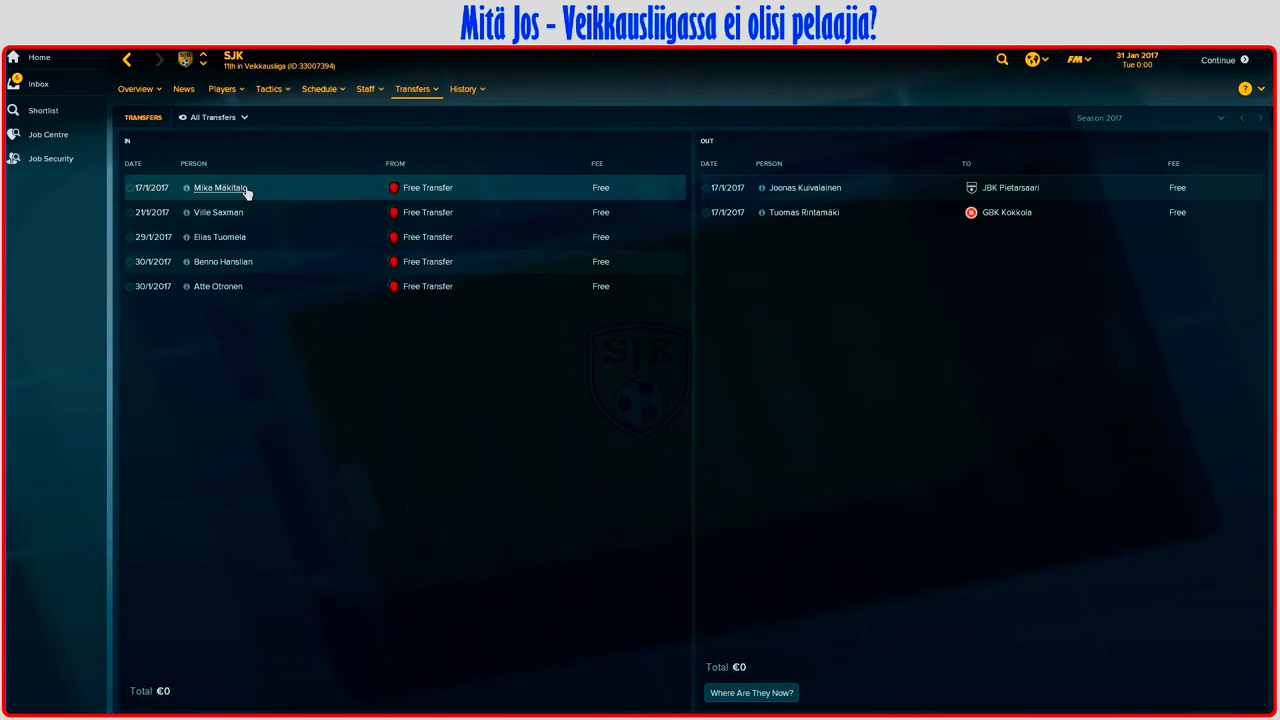 Mitä Jos - Veikkausliigassa ei olisi pelaajia?
Home
6
Inbox
Shortlist
Job Centre
Job Security
SJK
11th in Veikkausliiga (ID:33007394)
FM
31 Jan 2017
Tue 0:00
Continue
Overview
News
Players
Tactics
Schedule
Staff
Transfers
History
?
TRANSFERS
All Transfers
Season 2017
IN
DATE PERSON FROM FEE
17/1/2017 Mika Mäkitalo Free Transfer Free
21/1/2017 Ville Saxman Free Transfer Free
29/1/2017 Elias Tuomela Free Transfer Free
30/1/2017 Benno Hanslian Free Transfer Free
30/1/2017 Atte Otronen Free Transfer Free
Total €0
OUT
DATE PERSON TO FEE
17/1/2017 Joonas Kuivalainen JBK Pietarsaari Free
17/1/2017 Tuomas Rintamäki GBK Kokkola Free
SJK
Total €0
Where Are They Now?